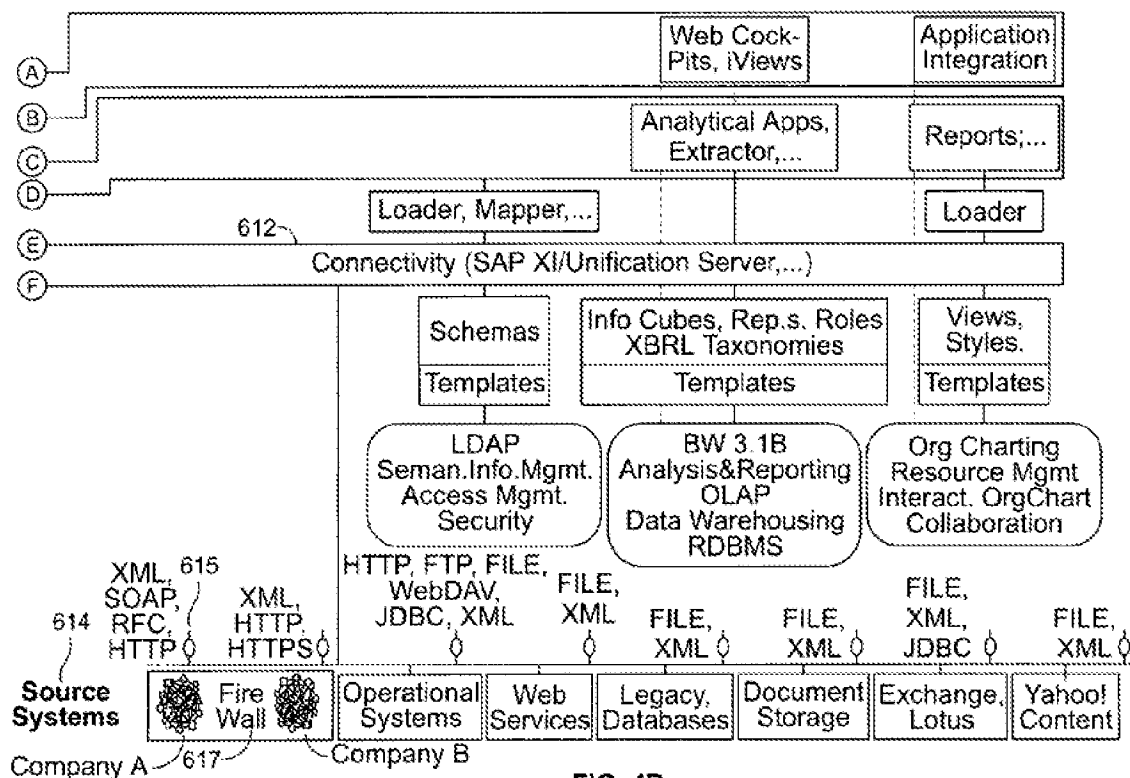 Web Cock-
Pits, iViews
Application
Integration
A
B
Analytical Apps,
Extractor,...
Reports;...
C
D
Loader, Mapper,...
Loader
612
E
Connectivity (SAP XI/Unification Server,...)
F
Schemas
Templates
Info Cubes, Rep.s. Roles
XBRL Taxonomies
Templates
Views,
Styles.
Templates
LDAP
Seman.Info.Mgmt.
Access Mgmt.
Security
BW 3.1B
Analysis&Reporting
OLAP
Data Warehousing
RDBMS
Org Charting
Resource Mgmt
Interact. OrgChart
Collaboration
614
XML,
SOAP,
RFC,
HTTP
615
XML,
HTTP,
HTTPS
HTTP, FTP, FILE,
WebDAV,
JDBC, XML
FILE,
XML
FILE,
XML
FILE,
XML
FILE,
XML,
JDBC
FILE,
XML
Source
Systems
Fire
Wall
Operational
Systems
Web
Services
Legacy,
Databases
Document
Storage
Exchange,
Lotus
Yahoo!
Content
Company A
617
Company B